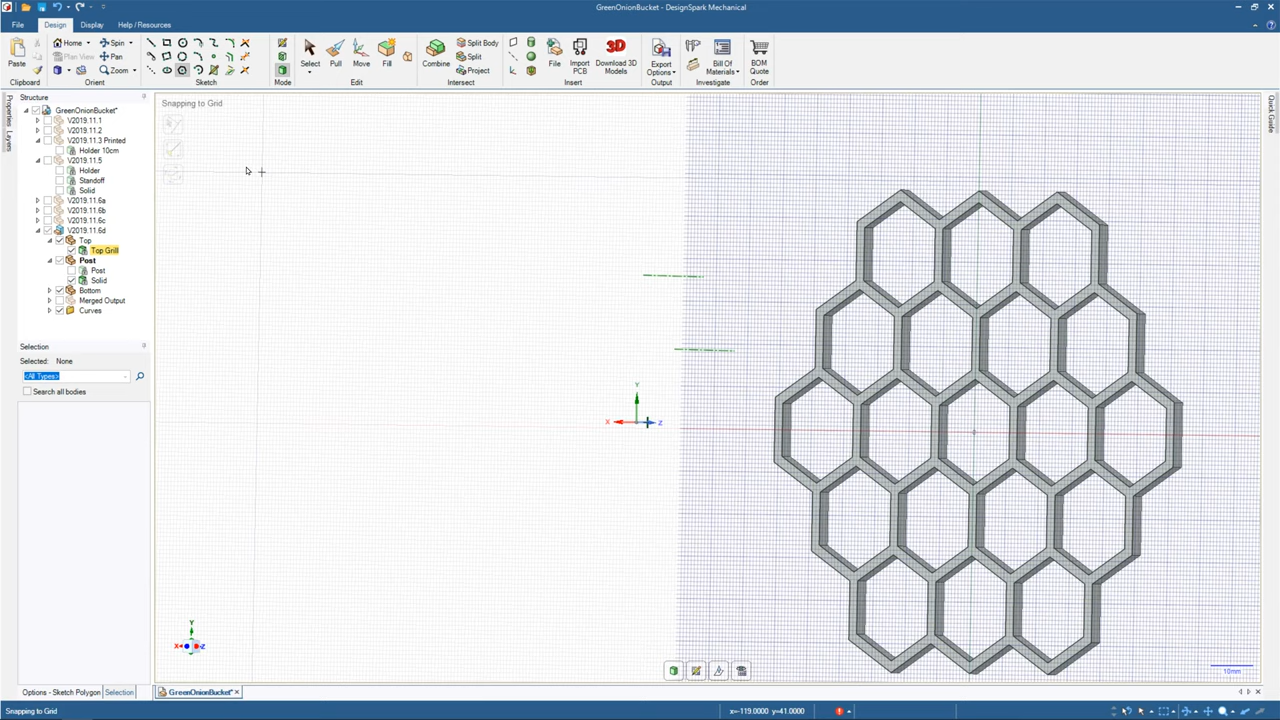 GreenOnionBucket - DesignSpark Mechanical
File
Design
Display
Help / Resources
Paste
Home
Spin
Plan View
Pan
Zoom
Select
Pull
Move
Fill
Combine
Split Body
Split
Project
File
Import PCB
Download 3D Models
Export Options
Bill Of Materials
BOM Quote
Clipboard
Orient
Sketch
Mode
Edit
Intersect
Insert
Output
Investigate
Order
Structure
Properties
Layers
GreenOnionBucket*
V2019.11.1
V2019.11.2
V2019.11.3 Printed
Holder 10cm
V2019.11.5
Holder
Standoff
Solid
V2019.11.6a
V2019.11.6b
V2019.11.6c
V2019.11.6d
Top
Top Grill
Post
Post
Solid
Bottom
Merged Output
Curves
Selection
Selected: None
<All Types>
Search all bodies
Options - Sketch Polygon
Selection
Snapping to Grid
Quick Guide
Y
X
Z
Y
X
Z
10mm
GreenOnionBucket*
Snapping to Grid
x=-119.0000 y=41.0000